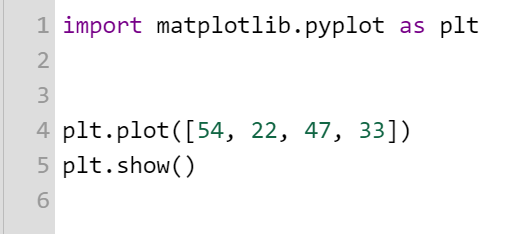 1 import matplotlib.pyplot as plt
2
3
4 plt.plot([54, 22, 47, 33])
5 plt.show()
6